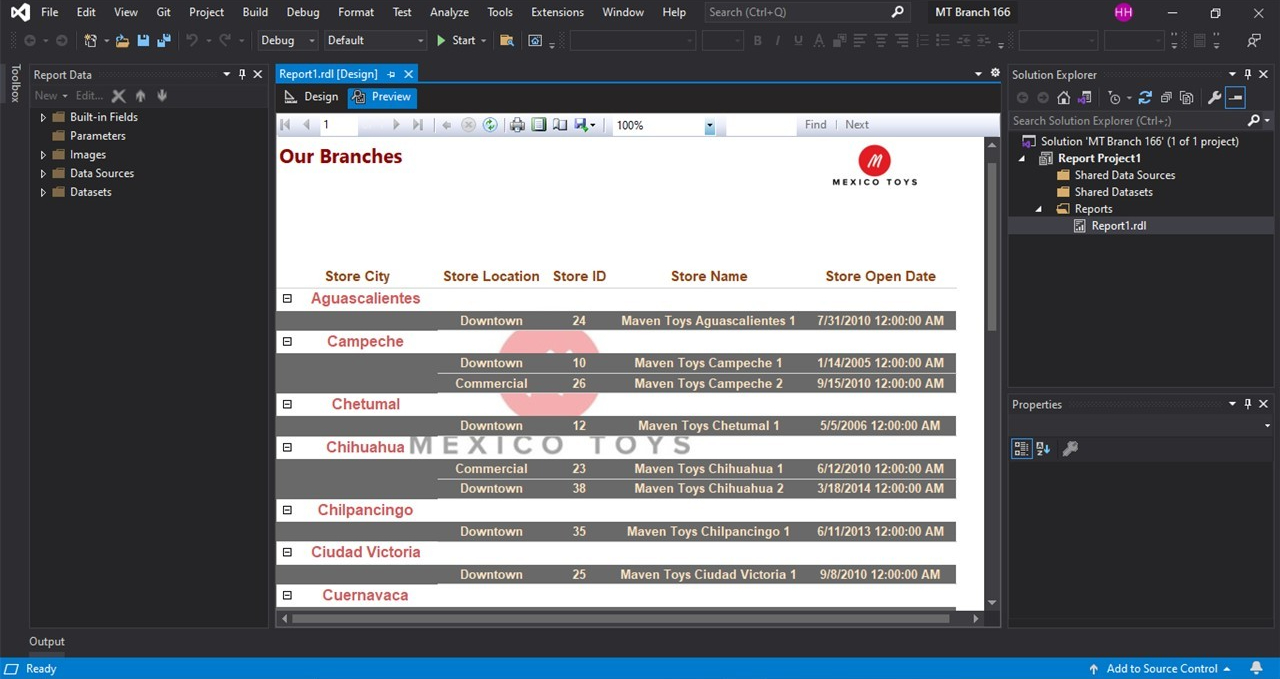 File Edit View Git Project Build Debug Format Test Analyze Tools Extensions Window Help Search (Ctrl+Q) MT Branch 166 HH
Debug Default Start B I U A
Toolbox
Report Data
New Edit...
Built-in Fields
Parameters
Images
Data Sources
Datasets
Report1.rdl [Design]
Design Preview
1 100% Find Next
Our Branches
M
MEXICO TOYS
Store City Store Location Store ID Store Name Store Open Date
Aguascalientes
Downtown 24 Maven Toys Aguascalientes 1 7/31/2010 12:00:00 AM
Campeche
Downtown 10 Maven Toys Campeche 1 1/14/2005 12:00:00 AM
Commercial 26 Maven Toys Campeche 2 9/15/2010 12:00:00 AM
Chetumal
Downtown 12 Maven Toys Chetumal 1 5/5/2006 12:00:00 AM
Chihuahua
MEXICO TOYS
Commercial 23 Maven Toys Chihuahua 1 6/12/2010 12:00:00 AM
Downtown 38 Maven Toys Chihuahua 2 3/18/2014 12:00:00 AM
Chilpancingo
Downtown 35 Maven Toys Chilpancingo 1 6/11/2013 12:00:00 AM
Ciudad Victoria
Downtown 25 Maven Toys Ciudad Victoria 1 9/8/2010 12:00:00 AM
Cuernavaca
Solution Explorer
Search Solution Explorer (Ctrl+;)
Solution 'MT Branch 166' (1 of 1 project)
Report Project1
Shared Data Sources
Shared Datasets
Reports
Report1.rdl
Properties
Output
Ready Add to Source Control